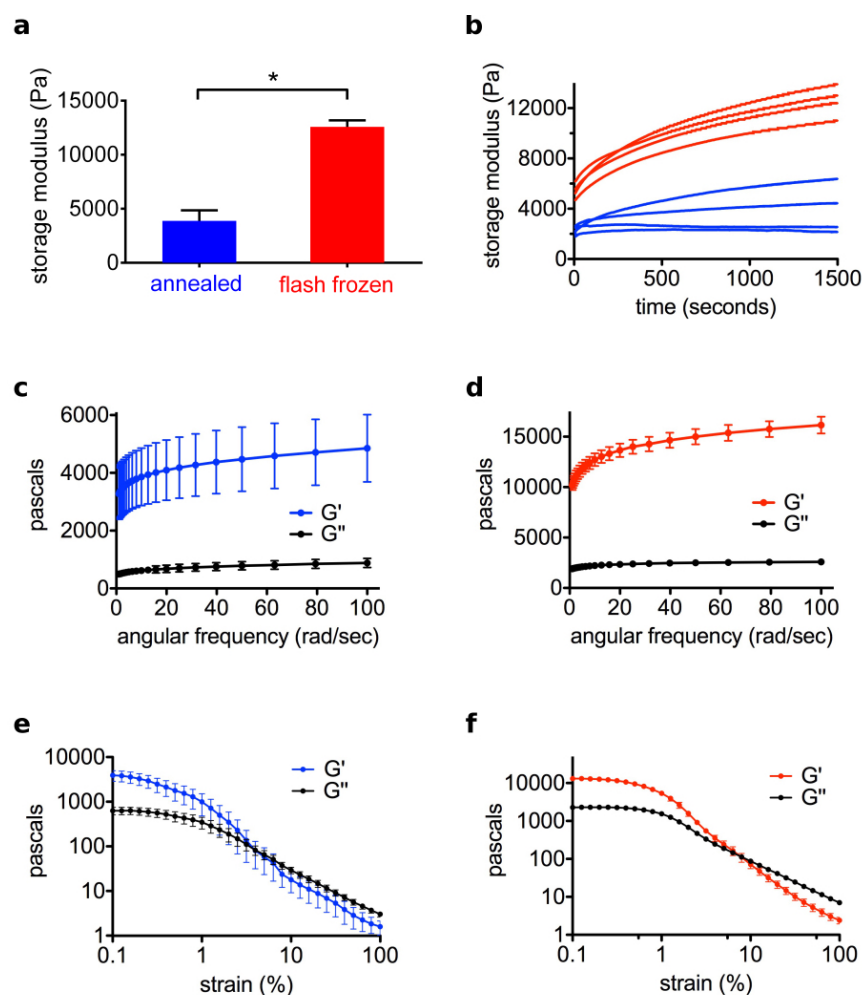 a
storage modulus (Pa)
15000
10000
5000
0
*
annealed
flash frozen
b
storage modulus (Pa)
12000
8000
4000
0
0
500
1000
1500
time (seconds)
c
pascals
6000
4000
2000
0
G'
G"
0
20
40
60
80
100
angular frequency (rad/sec)
d
pascals
15000
10000
5000
0
G'
G"
0
20
40
60
80
100
angular frequency (rad/sec)
e
pascals
10000
1000
100
10
1
G'
G"
0.1
1
10
100
strain (%)
f
pascals
10000
1000
100
10
1
G'
G"
0.1
1
10
100
strain (%)